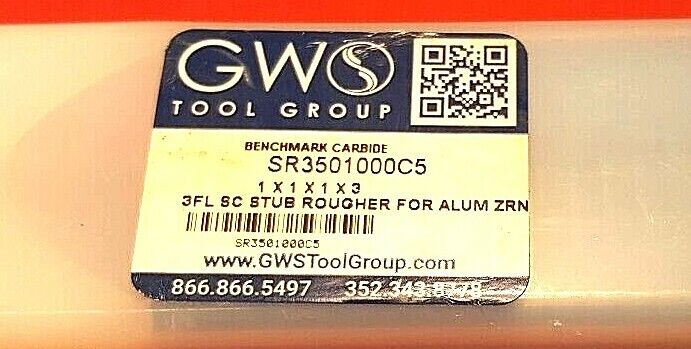 GWS
TOOL GROUP
BENCHMARK CARBIDE
SR3501000C5
1 X 1 X 1 X 3
3FL SC STUB ROUGHER FOR ALUM ZRN
SR3501000C5
www.GWSToolGroup.com
866.866.5497 352.343.8778